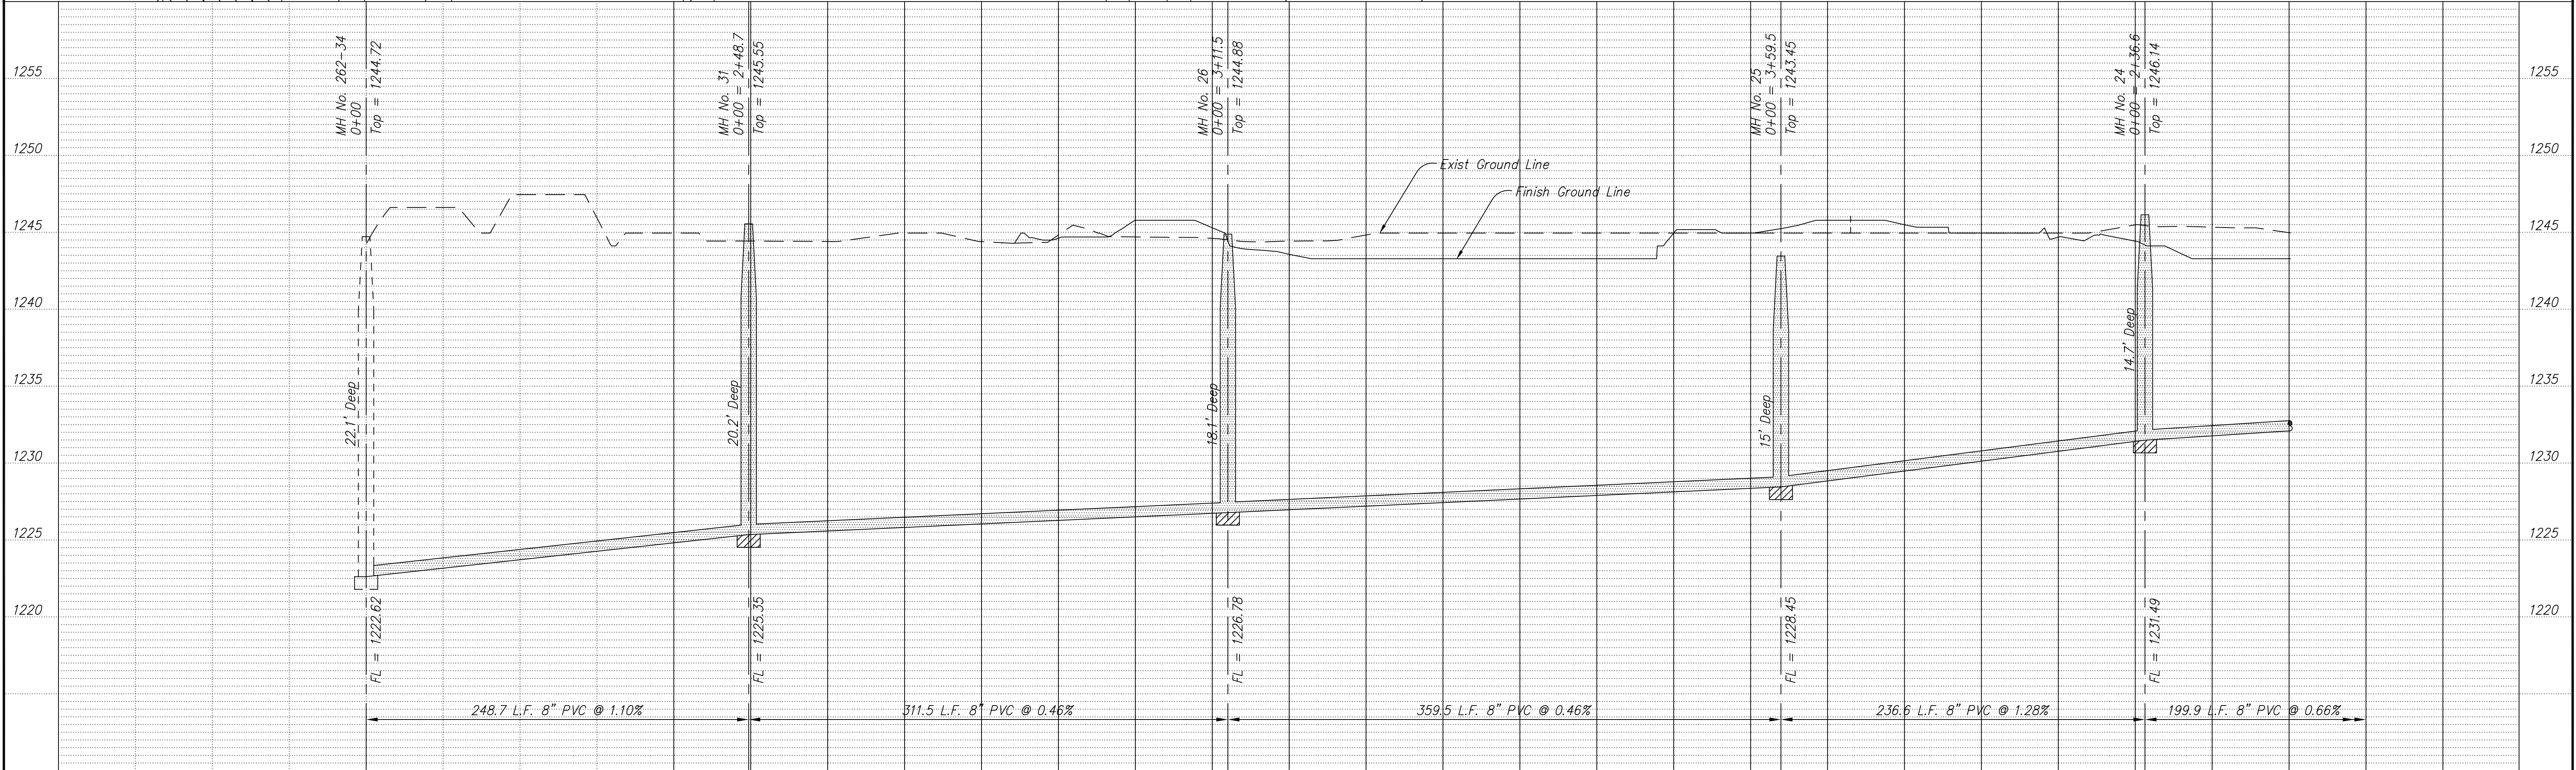 MH No. 262-34
0+00
Top = 1244.72
MH No. 31
0+00 = 2+48.7
Top = 1245.55
MH No. 26
0+00 = 3+11.5
Top = 1244.88
MH No. 25
0+00 = 3+59.5
Top = 1243.45
MH No. 24
0+00 = 2+36.6
Top = 1246.14
1255
1255
1250
1250
Exist Ground Line
Finish Ground Line
1245
1245
1240
1240
1235
1235
22.1' Deep
20.2' Deep
18.1' Deep
15' Deep
14.7' Deep
1230
1230
1225
1225
1220
1220
FL = 1222.62
FL = 1225.35
FL = 1226.78
FL = 1228.45
FL = 1231.49
248.7 L.F. 8" PVC @ 1.10%
311.5 L.F. 8" PVC @ 0.46%
359.5 L.F. 8" PVC @ 0.46%
236.6 L.F. 8" PVC @ 1.28%
199.9 L.F. 8" PVC @ 0.66%